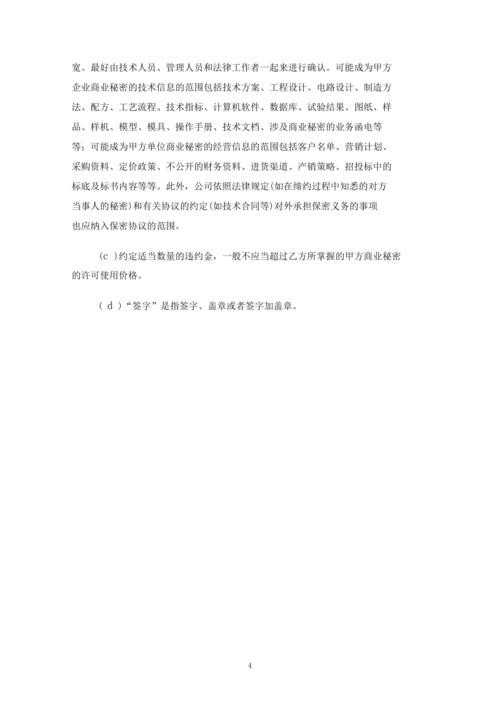 宽。最好由技术人员、管理人员和法律工作者一起来进行确认。可能成为甲方
企业商业秘密的技术信息的范围包括技术方案、工程设计、电路设计、制造方
法、配方、工艺流程、技术指标、计算机软件、数据库、试验结果、图纸、样
品、样机、模型、模具、操作手册、技术文档、涉及商业秘密的业务函电等
等;可能成为甲方单位商业秘密的经营信息的范围包括客户名单、营销计划、
采购资料、定价政策、不公开的财务资料、进货渠道、产销策略、招投标中的
标底及标书内容等等。此外，公司依照法律规定(如在缔约过程中知悉的对方
当事人的秘密)和有关协议的约定(如技术合同等)对外承担保密义务的事项
也应纳入保密协议的范围。
(c )约定适当数量的违约金，一般不应当超过乙方所掌握的甲方商业秘密
的许可使用价格。
( d ) “签字”是指签字、盖章或者签字加盖章。
4